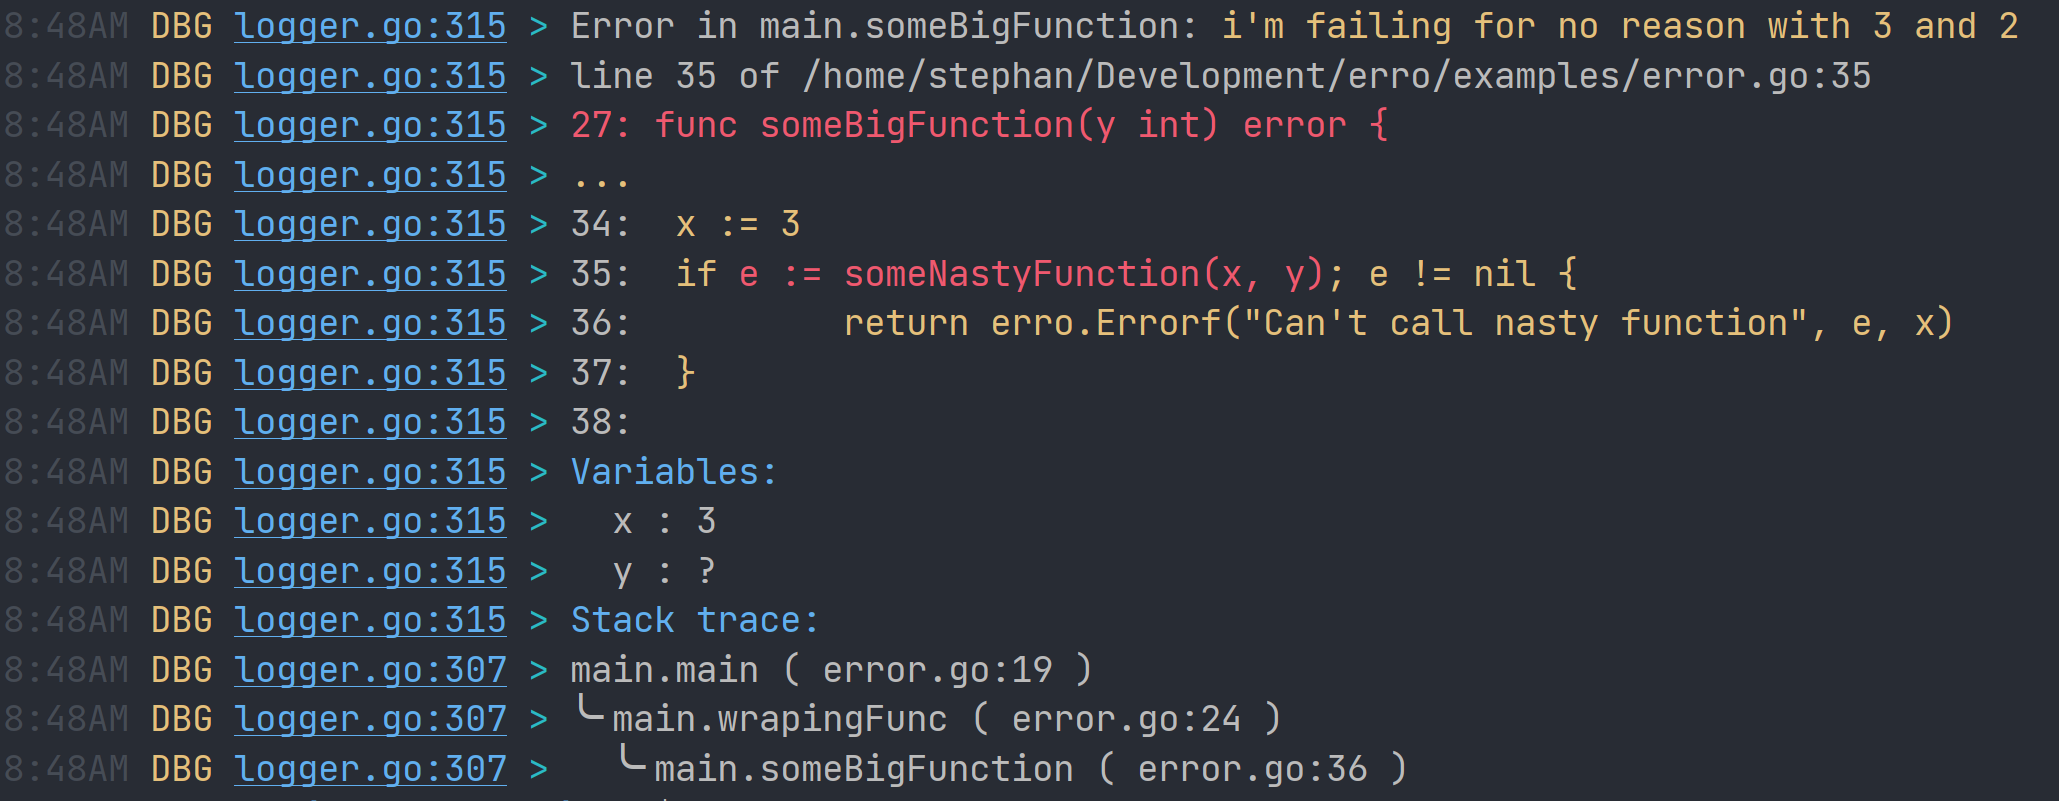 8:48AM DBG logger.go:315 > Error in main.someBigFunction: i'm failing for no reason with 3 and 2
8:48AM DBG logger.go:315 > line 35 of /home/stephan/Development/erro/examples/error.go:35
8:48AM DBG logger.go:315 > 27: func someBigFunction(y int) error {
8:48AM DBG logger.go:315 > ...
8:48AM DBG logger.go:315 > 34:  x := 3
8:48AM DBG logger.go:315 > 35:  if e := someNastyFunction(x, y); e != nil {
8:48AM DBG logger.go:315 > 36:          return erro.Errorf("Can't call nasty function", e, x)
8:48AM DBG logger.go:315 > 37:  }
8:48AM DBG logger.go:315 > 38:
8:48AM DBG logger.go:315 > Variables:
8:48AM DBG logger.go:315 >   x : 3
8:48AM DBG logger.go:315 >   y : ?
8:48AM DBG logger.go:315 > Stack trace:
8:48AM DBG logger.go:307 > main.main ( error.go:19 )
8:48AM DBG logger.go:307 > ╰╴main.wrapingFunc ( error.go:24 )
8:48AM DBG logger.go:307 >   ╰╴main.someBigFunction ( error.go:36 )